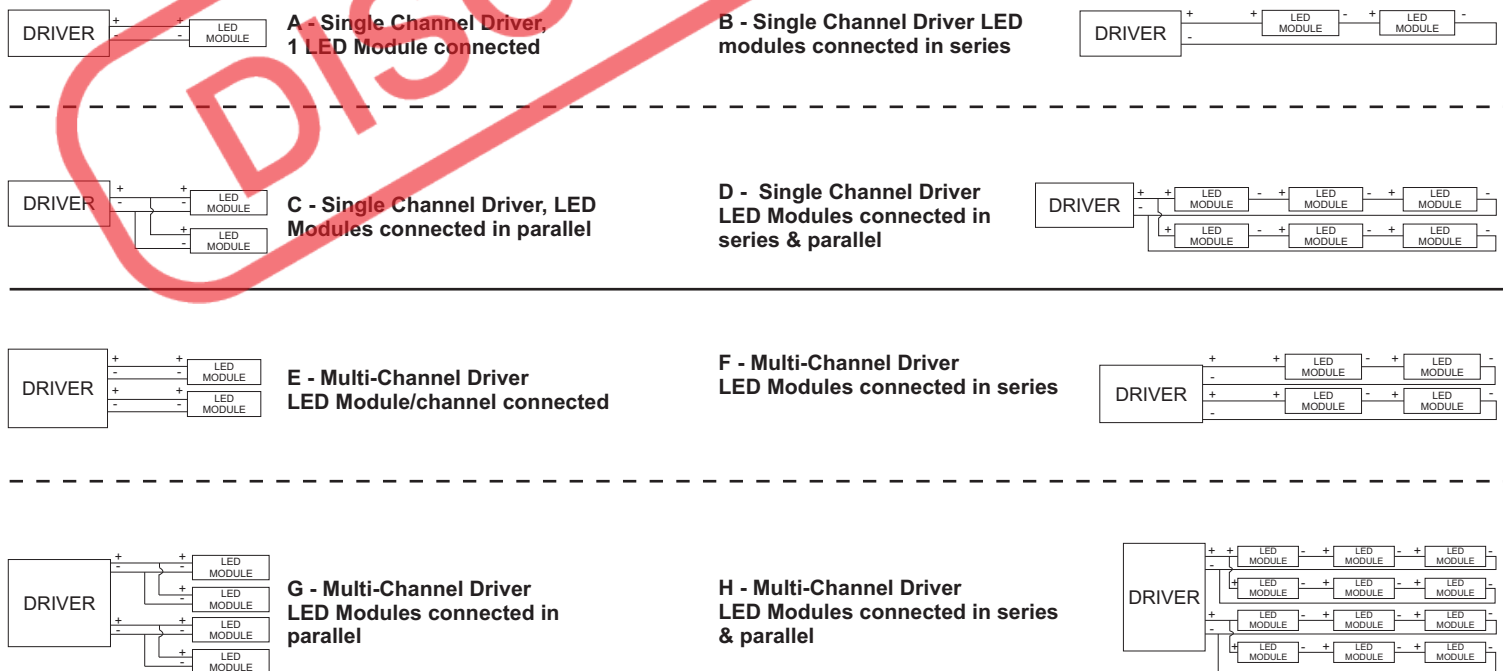 DRIVER
+ +
- -
LED
MODULE
A - Single Channel Driver,
1 LED Module connected
B - Single Channel Driver LED
modules connected in series
DRIVER
+ + LED - + LED -
MODULE MODULE
-
DISC
DRIVER
+ +
- -
LED
MODULE
+ LED
- MODULE
C - Single Channel Driver, LED
Modules connected in parallel
D - Single Channel Driver
LED Modules connected in
series & parallel
DRIVER
+ + LED - + LED - + LED -
- MODULE MODULE MODULE
+ LED - + LED - + LED -
MODULE MODULE MODULE
DRIVER
+ + LED
- - MODULE
+ + LED
- - MODULE
E - Multi-Channel Driver
LED Module/channel connected
F - Multi-Channel Driver
LED Modules connected in series
DRIVER
+ + LED - + LED -
- MODULE MODULE
+ + LED - + LED -
- MODULE MODULE
DRIVER
+ + LED
- - MODULE
+ LED
- MODULE
+ + LED
- - MODULE
+ LED
- MODULE
G - Multi-Channel Driver
LED Modules connected in
parallel
H - Multi-Channel Driver
LED Modules connected in series
& parallel
DRIVER
+ + LED - + LED - + LED -
- MODULE MODULE MODULE
+ LED - + LED - + LED -
MODULE MODULE MODULE
+ + LED - + LED - + LED -
- MODULE MODULE MODULE
+ LED - + LED - + LED -
MODULE MODULE MODULE